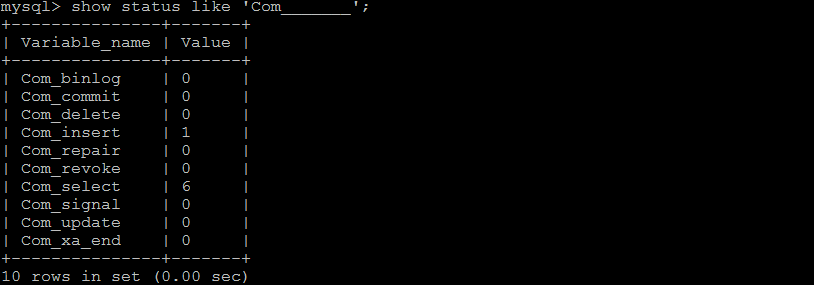 mysql> show status like 'Com_______';
+---------------+-------+
| Variable_name | Value |
+---------------+-------+
| Com_binlog    | 0     |
| Com_commit    | 0     |
| Com_delete    | 0     |
| Com_insert    | 1     |
| Com_repair    | 0     |
| Com_revoke    | 0     |
| Com_select    | 6     |
| Com_signal    | 0     |
| Com_update    | 0     |
| Com_xa_end    | 0     |
+---------------+-------+
10 rows in set (0.00 sec)